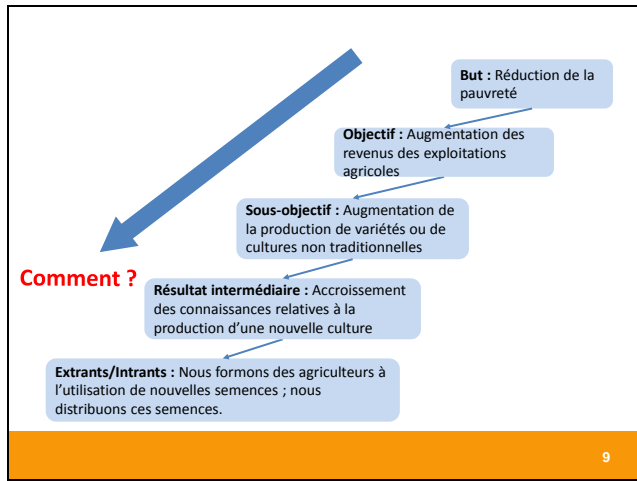 But : Réduction de la
pauvreté
Objectif : Augmentation des
revenus des exploitations
agricoles
Sous-objectif : Augmentation de
la production de variétés ou de
cultures non traditionnelles
Comment ?
Résultat intermédiaire : Accroissement
des connaissances relatives à la
production d’une nouvelle culture
Extrants/Intrants : Nous formons des agriculteurs à
l’utilisation de nouvelles semences ; nous
distribuons ces semences.
9